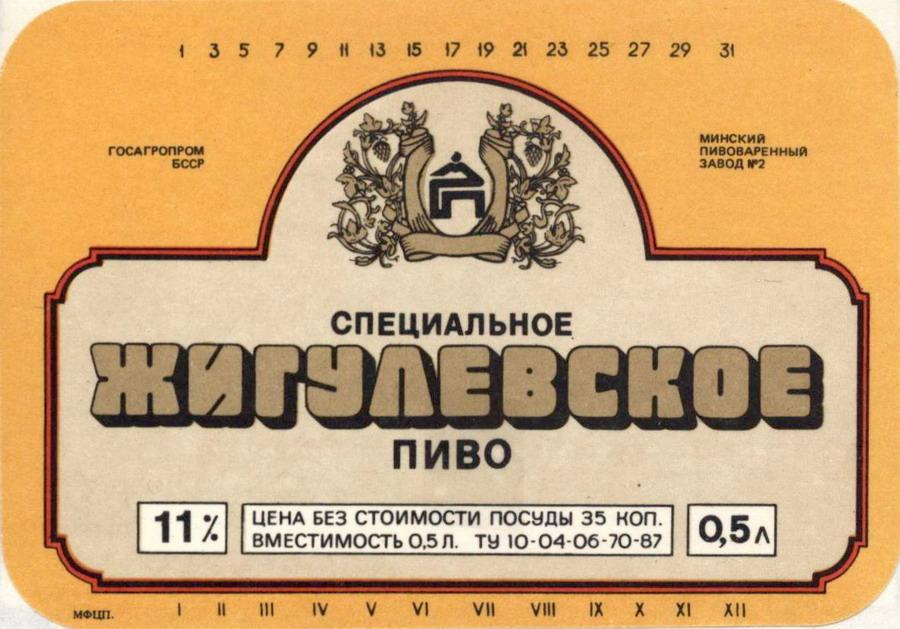 1 3 5 7 9 11 13 15 17 19 21 23 25 27 29 31
ГОСАГРОПРОМ
БССР
МИНСКИЙ
ПИВОВАРЕННЫЙ
ЗАВОД №2
СПЕЦИАЛЬНОЕ
ЖИГУЛЕВСКОЕ
ПИВО
11%
ЦЕНА БЕЗ СТОИМОСТИ ПОСУДЫ 35 КОП.
ВМЕСТИМОСТЬ 0,5 Л. ТУ 10-04-06-70-87
0,5 л
МФЦП.
I II III IV V VI VII VIII IX X XI XII